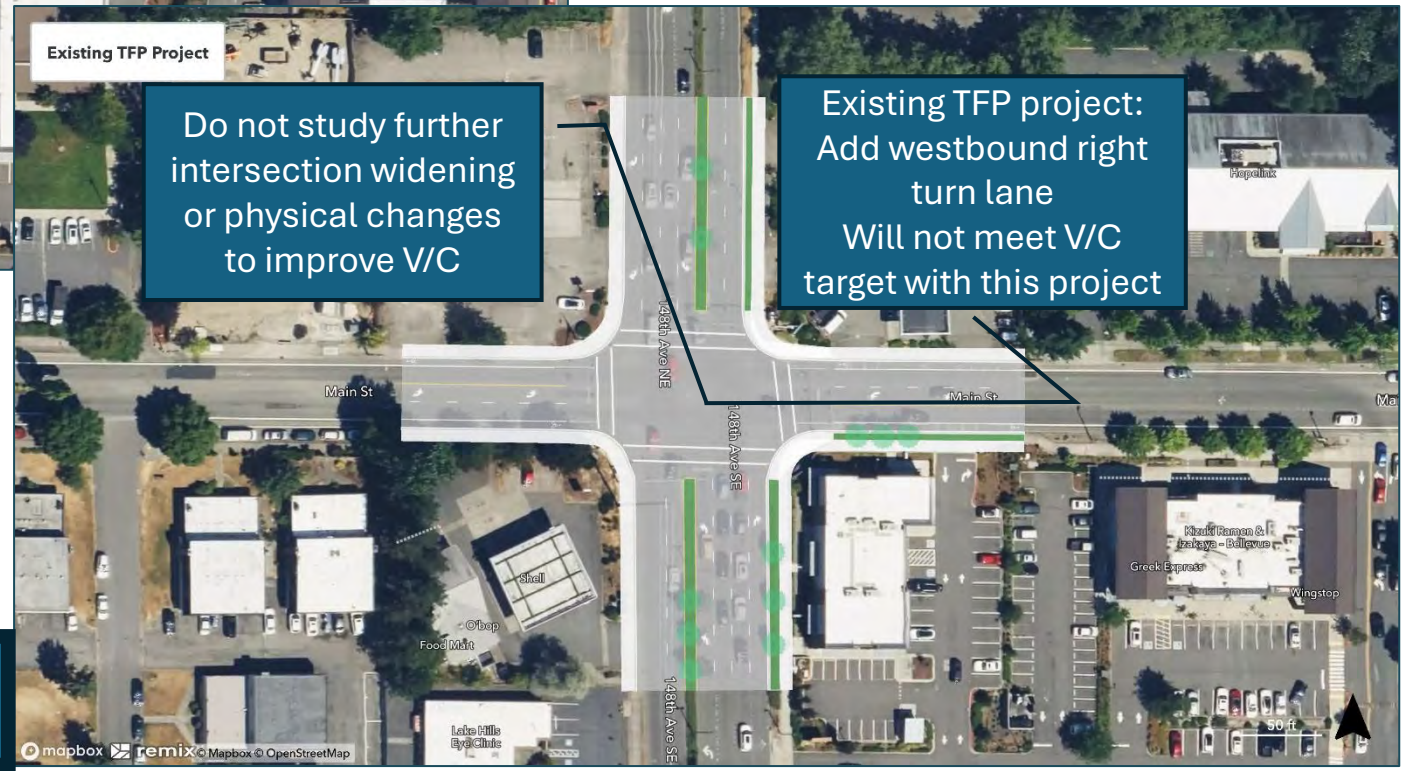 Existing TFP Project
Do not study further
intersection widening
or physical changes
to improve V/C
Existing TFP project:
Add westbound right
turn lane
Will not meet V/C
target with this project
Hopelink
148th Ave NE
Main St
Main St
Ma
148th Ave SE
Shell
O'bop
Food Mart
Kizuki Ramen &
Izakaya - Bellevue
Greek Express
Wingstop
148th Ave SE
Lake Hills
Eye Clinic
50 ft
mapbox remix © Mapbox © OpenStreetMap